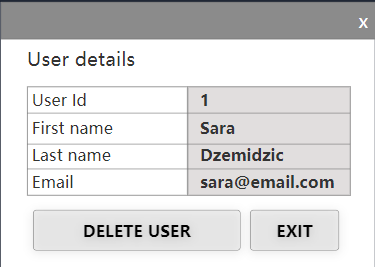 x
User details
User Id 1
First name Sara
Last name Dzemidzic
Email sara@email.com
DELETE USER EXIT